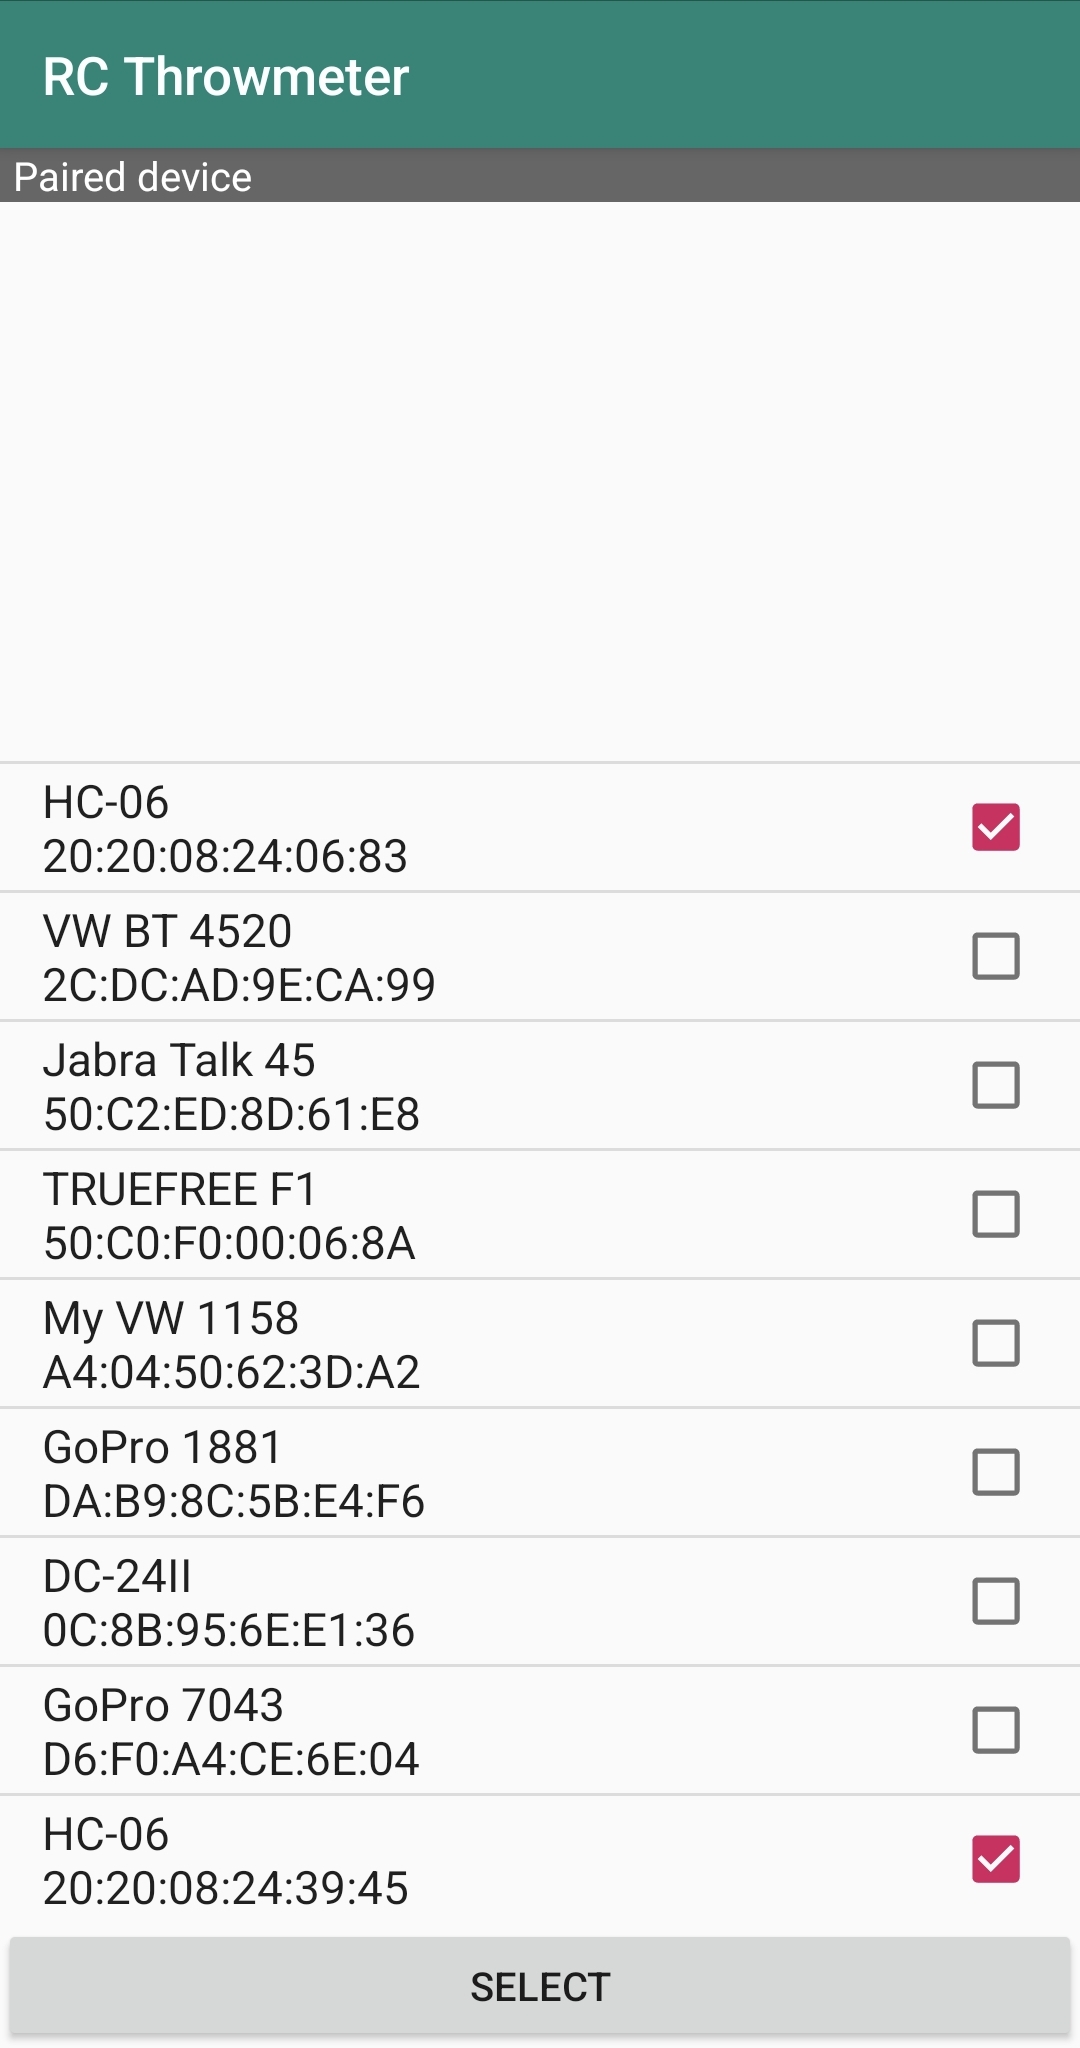 RC Throwmeter
Paired device
HC-06
20:20:08:24:06:83
VW BT 4520
2C:DC:AD:9E:CA:99
Jabra Talk 45
50:C2:ED:8D:61:E8
TRUEFREE F1
50:C0:F0:00:06:8A
My VW 1158
A4:04:50:62:3D:A2
GoPro 1881
DA:B9:8C:5B:E4:F6
DC-24II
0C:8B:95:6E:E1:36
GoPro 7043
D6:F0:A4:CE:6E:04
HC-06
20:20:08:24:39:45
SELECT